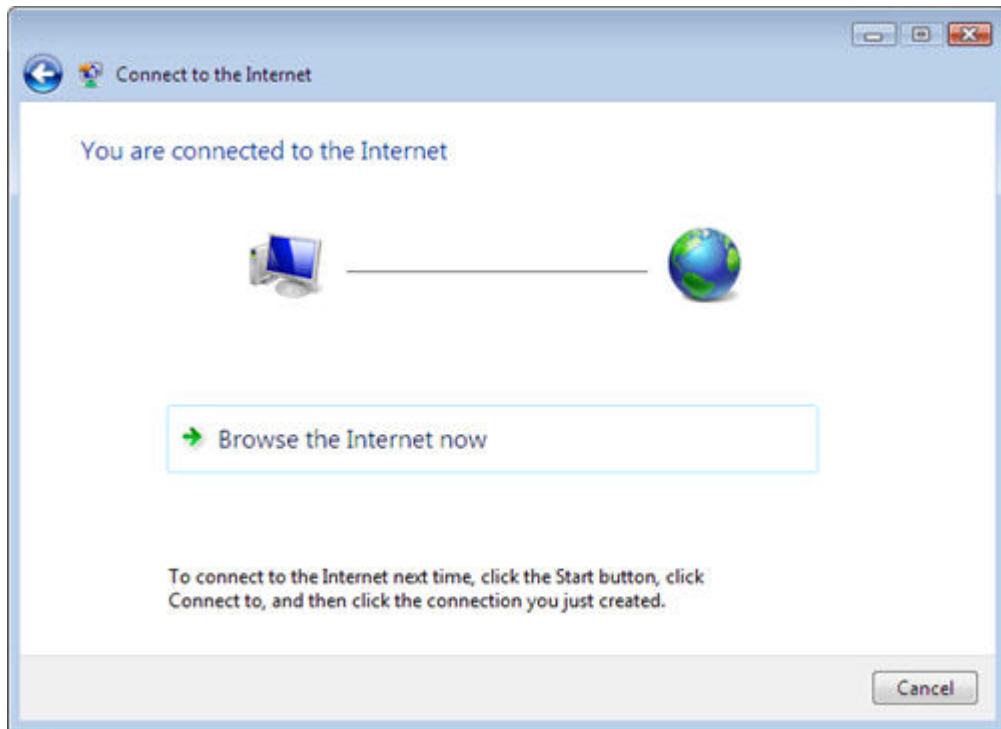 Connect to the Internet
You are connected to the Internet
Browse the Internet now
To connect to the Internet next time, click the Start button, click
Connect to, and then click the connection you just created.
Cancel